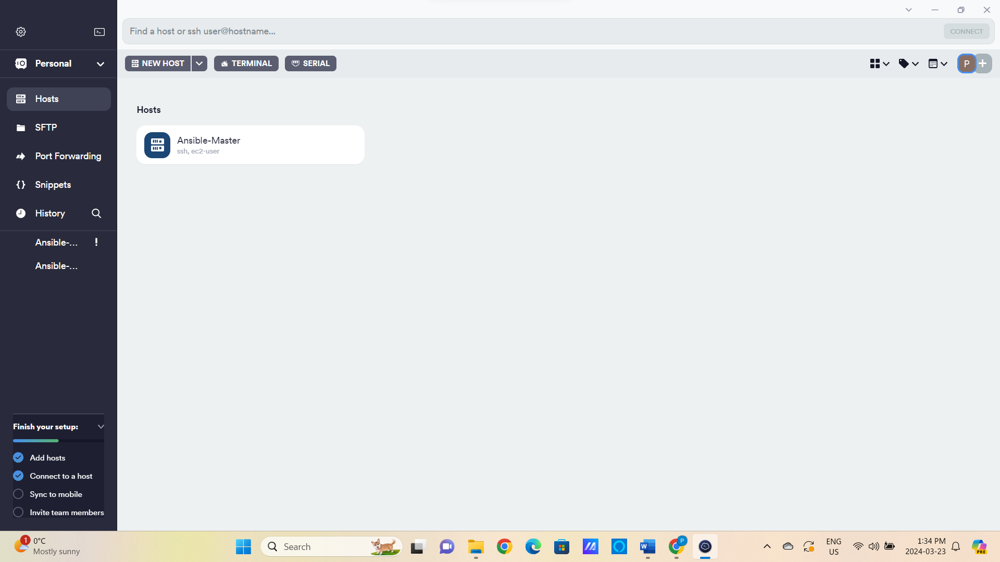 Find a host or ssh user@hostname...
CONNECT
Personal
NEW HOST
TERMINAL
SERIAL
P
Hosts
SFTP
Port Forwarding
Snippets
History
Ansible-...
Ansible-...
Hosts
Ansible-Master
ssh, ec2-user
Finish your setup:
Add hosts
Connect to a host
Sync to mobile
Invite team members
1
0°C
Mostly sunny
Search
W
P
ENG
US
1:34 PM
2024-03-23
PRE